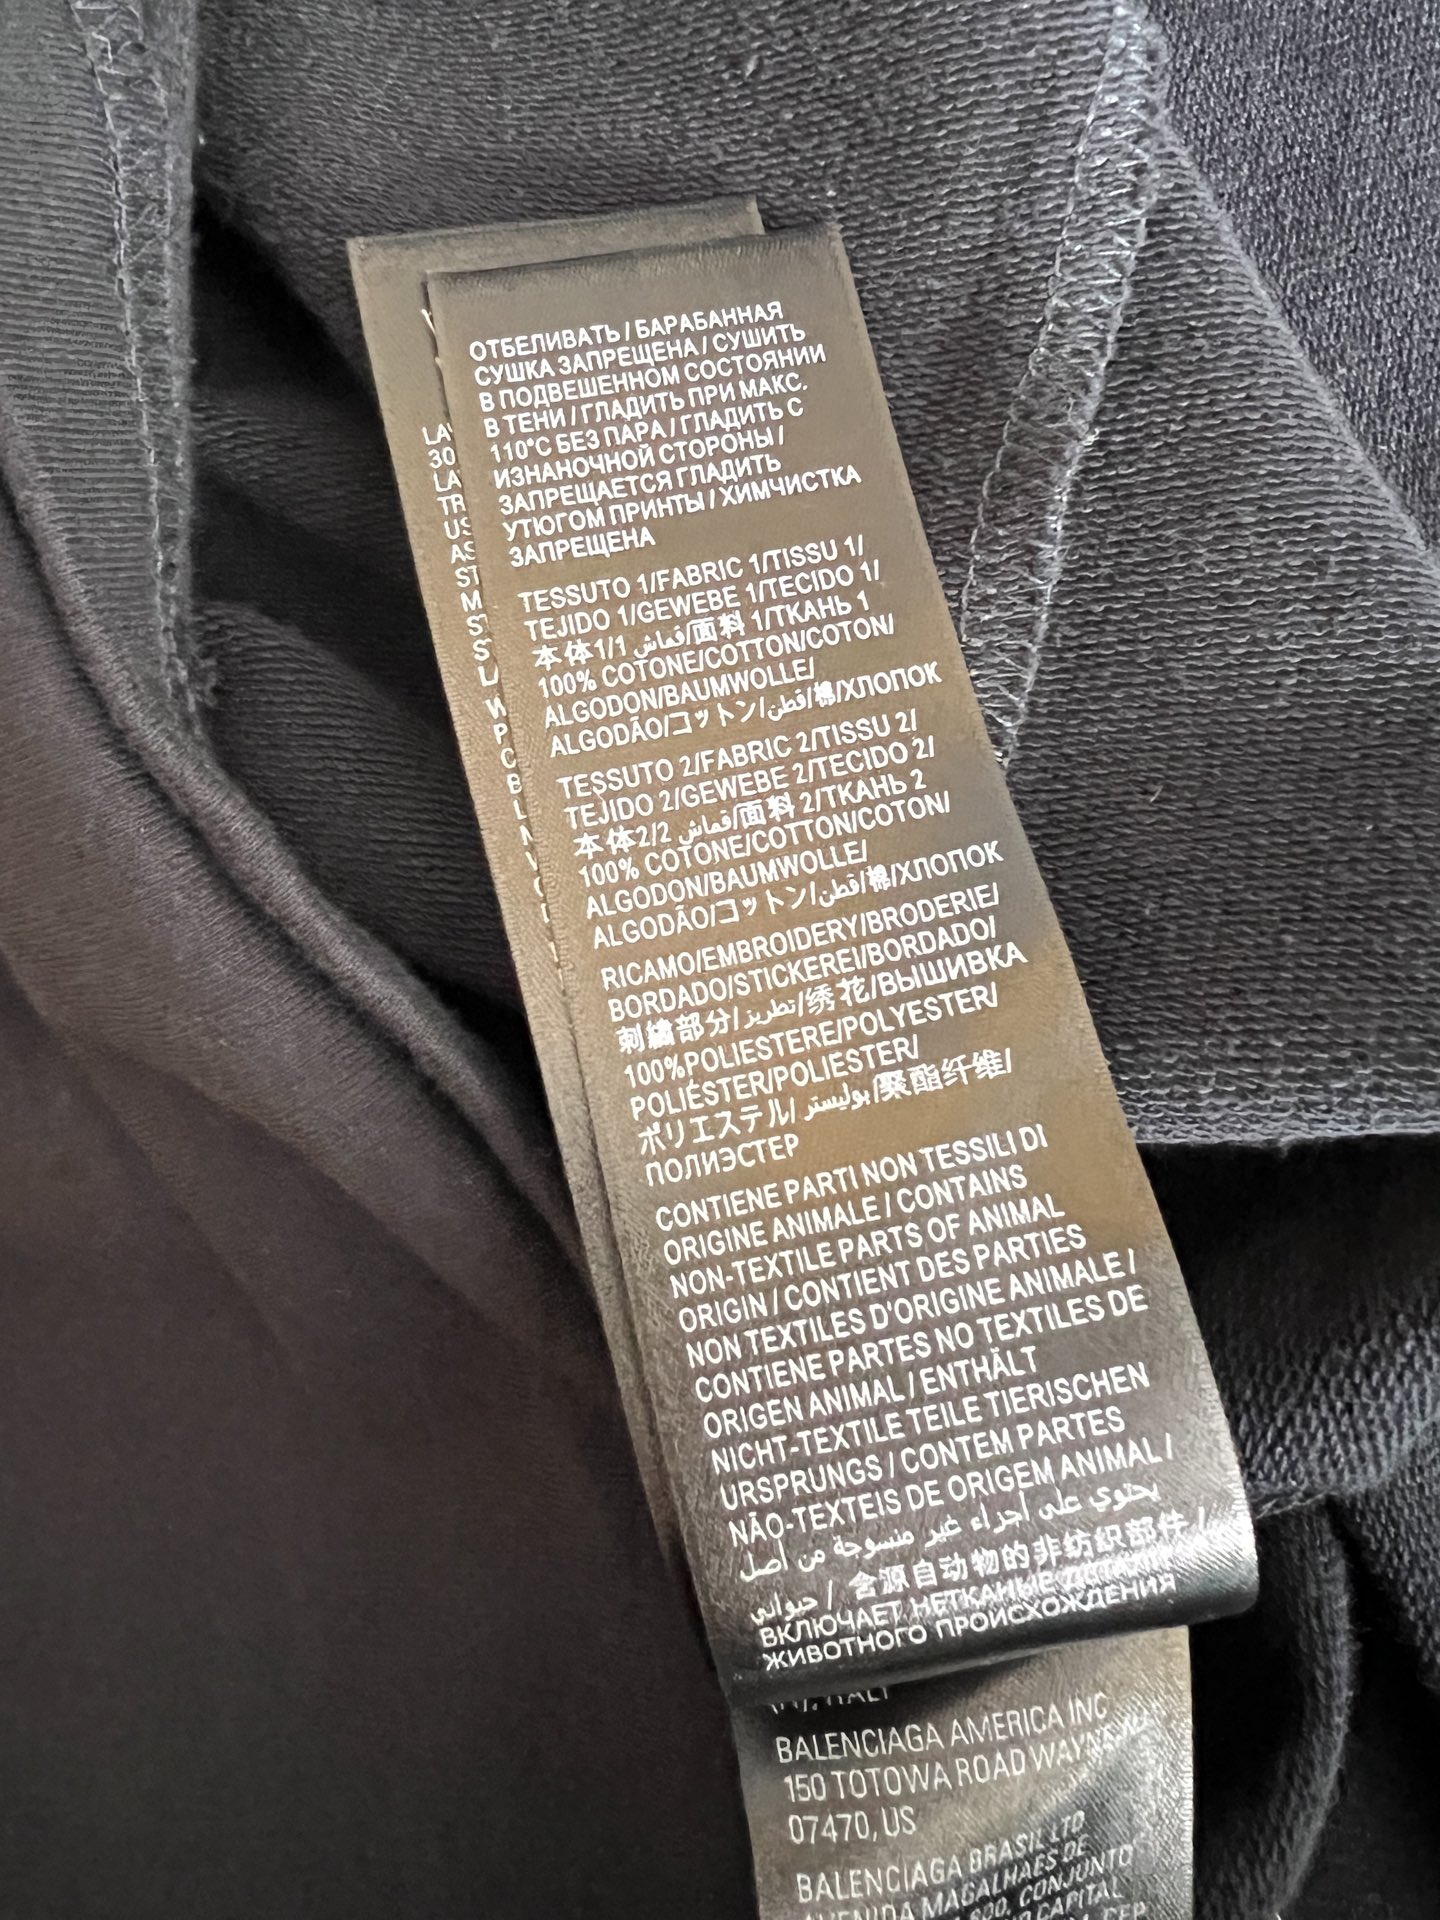 ОТБЕЛИВАТЬ / БАРАБАННАЯ
СУШКА ЗАПРЕЩЕНА / СУШИТЬ
В ПОДВЕШЕННОМ СОСТОЯНИИ
В ТЕНИ / ГЛАДИТЬ ПРИ МАКС.
110°C БЕЗ ПАРА / ГЛАДИТЬ С
ИЗНАНОЧНОЙ СТОРОНЫ /
ЗАПРЕЩАЕТСЯ ГЛАДИТЬ
УТЮГОМ ПРИНТЫ / ХИМЧИСТКА
ЗАПРЕЩЕНА
TESSUTO 1/FABRIC 1/TISSU 1/
TEJIDO 1/GEWEBE 1/TECIDO 1/
本体1/1 قماش/面料 1/ТКАНЬ 1
100% COTONE/COTTON/COTON/
ALGODON/BAUMWOLLE/
ALGODÃO/コットン/قطن/棉/ХЛОПОК
TESSUTO 2/FABRIC 2/TISSU 2/
TEJIDO 2/GEWEBE 2/TECIDO 2/
本体2/2 قماش/面料 2/ТКАНЬ 2
100% COTONE/COTTON/COTON/
ALGODON/BAUMWOLLE/
ALGODÃO/コットン/قطن/棉/ХЛОПОК
RICAMO/EMBROIDERY/BRODERIE/
BORDADO/STICKEREI/BORDADO/
刺繍部分/تطريز/绣花/ВЫШИВКА
100%POLIESTERE/POLYESTER/
POLIÉSTER/POLIESTER/
ポリエステル/بوليستر/聚酯纤维/
ПОЛИЭСТЕР
CONTIENE PARTI NON TESSILI DI
ORIGINE ANIMALE / CONTAINS
NON-TEXTILE PARTS OF ANIMAL
ORIGIN / CONTIENT DES PARTIES
NON TEXTILES D'ORIGINE ANIMALE /
CONTIENE PARTES NO TEXTILES DE
ORIGEN ANIMAL / ENTHÄLT
NICHT-TEXTILE TEILE TIERISCHEN
URSPRUNGS / CONTEM PARTES
NÃO-TEXTEIS DE ORIGEM ANIMAL /
يحتوي على أجزاء غير منسوجة من أصل
حيواني / 含源自动物的非纺织部件 /
ВКЛЮЧАЕТ НЕТКАНЫЕ ДЕТАЛИ
ЖИВОТНОГО ПРОИСХОЖДЕНИЯ
BALENCIAGA AMERICA INC
150 TOTOWA ROAD
07470, US
BALENCIAGA BRASIL LTD
AVENIDA MAGALHAES DE
CONJUNTO
CAPITAL